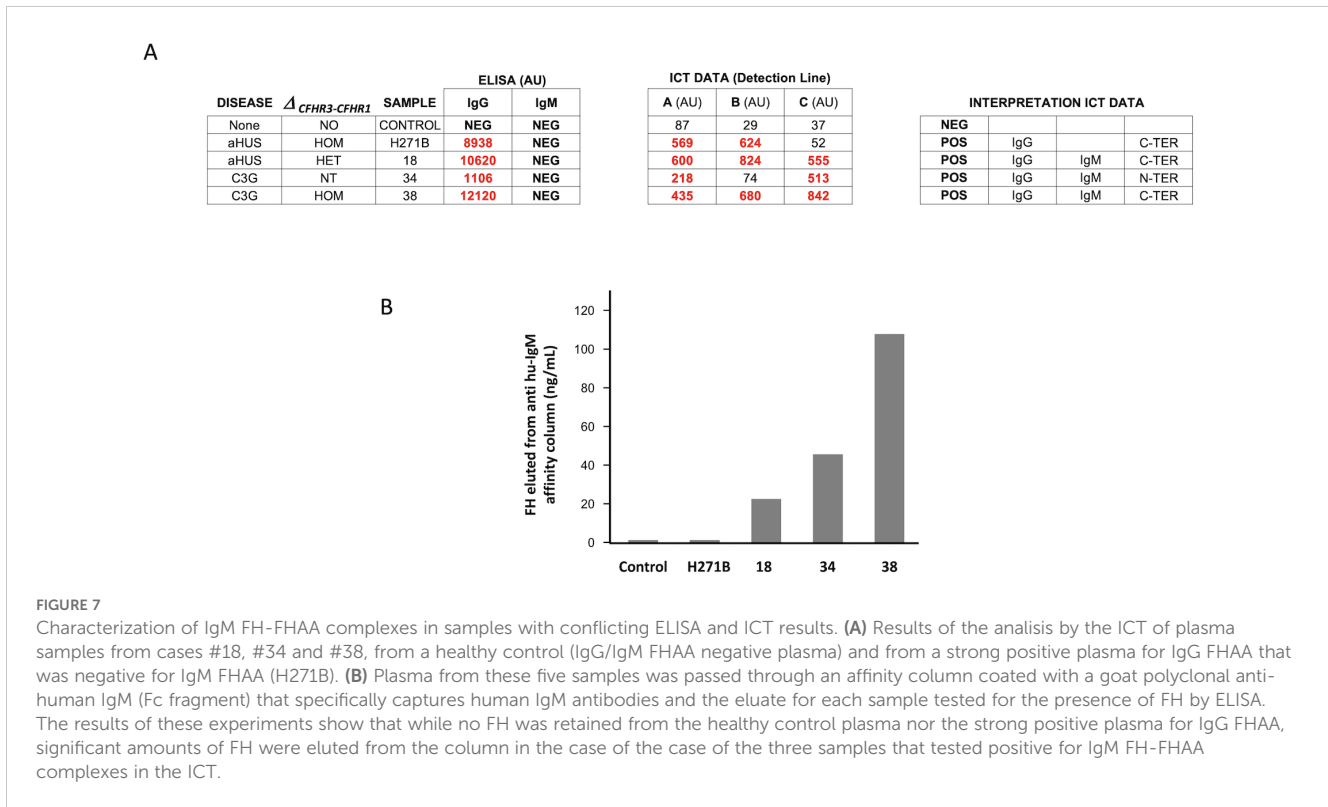 A
ELISA (AU)
ICT DATA (Detection Line)
DISEASE Δ CFHR3-CFHR1 SAMPLE IgG IgM A (AU) B (AU) C (AU) INTERPRETATION ICT DATA
None NO CONTROL NEG NEG 87 29 37 NEG
aHUS HOM H271B 8938 NEG 569 624 52 POS IgG C-TER
aHUS HET 18 10620 NEG 600 824 555 POS IgG IgM C-TER
C3G NT 34 1106 NEG 218 74 513 POS IgG IgM N-TER
C3G HOM 38 12120 NEG 435 680 842 POS IgG IgM C-TER
B
FH eluted from anti hu-IgM
affinity column (ng/mL)
120
100
80
60
40
20
0
Control H271B 18 34 38
FIGURE 7
Characterization of IgM FH-FHAA complexes in samples with conflicting ELISA and ICT results. (A) Results of the analisis by the ICT of plasma
samples from cases #18, #34 and #38, from a healthy control (IgG/IgM FHAA negative plasma) and from a strong positive plasma for IgG FHAA that
was negative for IgM FHAA (H271B). (B) Plasma from these five samples was passed through an affinity column coated with a goat polyclonal anti-
human IgM (Fc fragment) that specifically captures human IgM antibodies and the eluate for each sample tested for the presence of FH by ELISA.
The results of these experiments show that while no FH was retained from the healthy control plasma nor the strong positive plasma for IgG FHAA,
significant amounts of FH were eluted from the column in the case of the case of the three samples that tested positive for IgM FH-FHAA
complexes in the ICT.